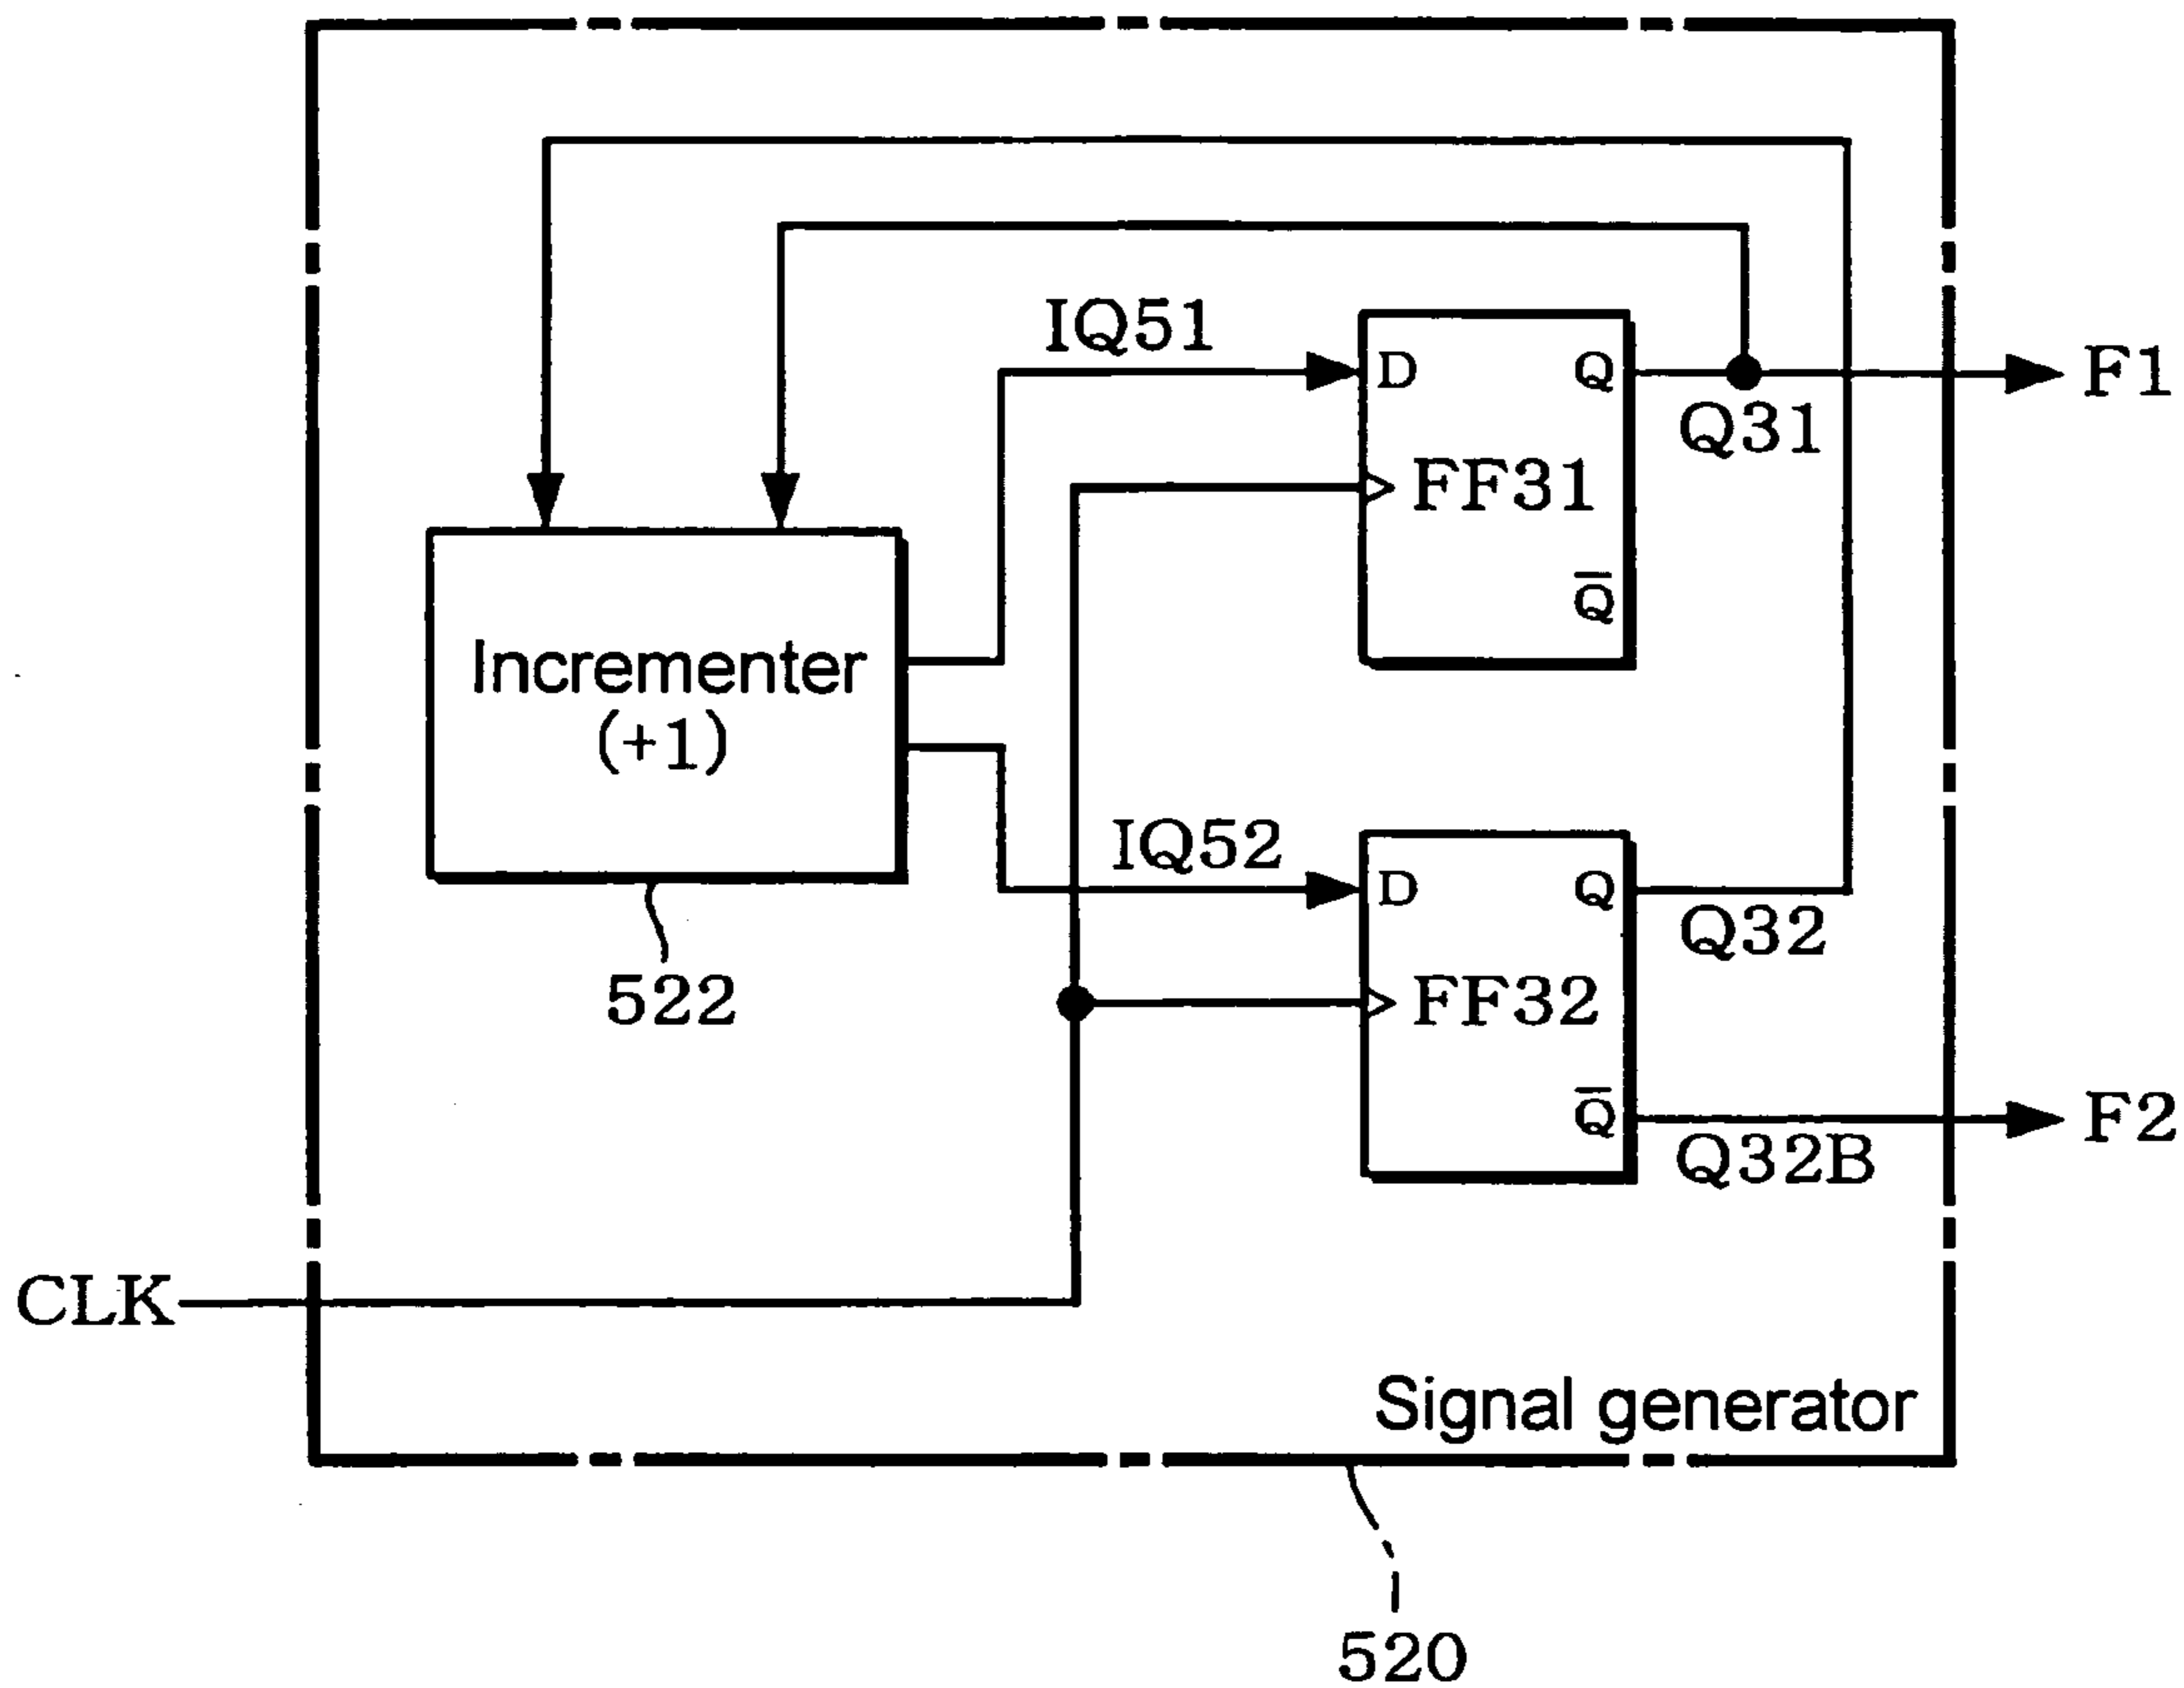 IQ51
D
Q
F1
Q31
FF31
Q̅
Incrementer
(+1)
IQ52
D
Q
Q32
522
FF32
Q̅
F2
Q32B
CLK
Signal generator
520